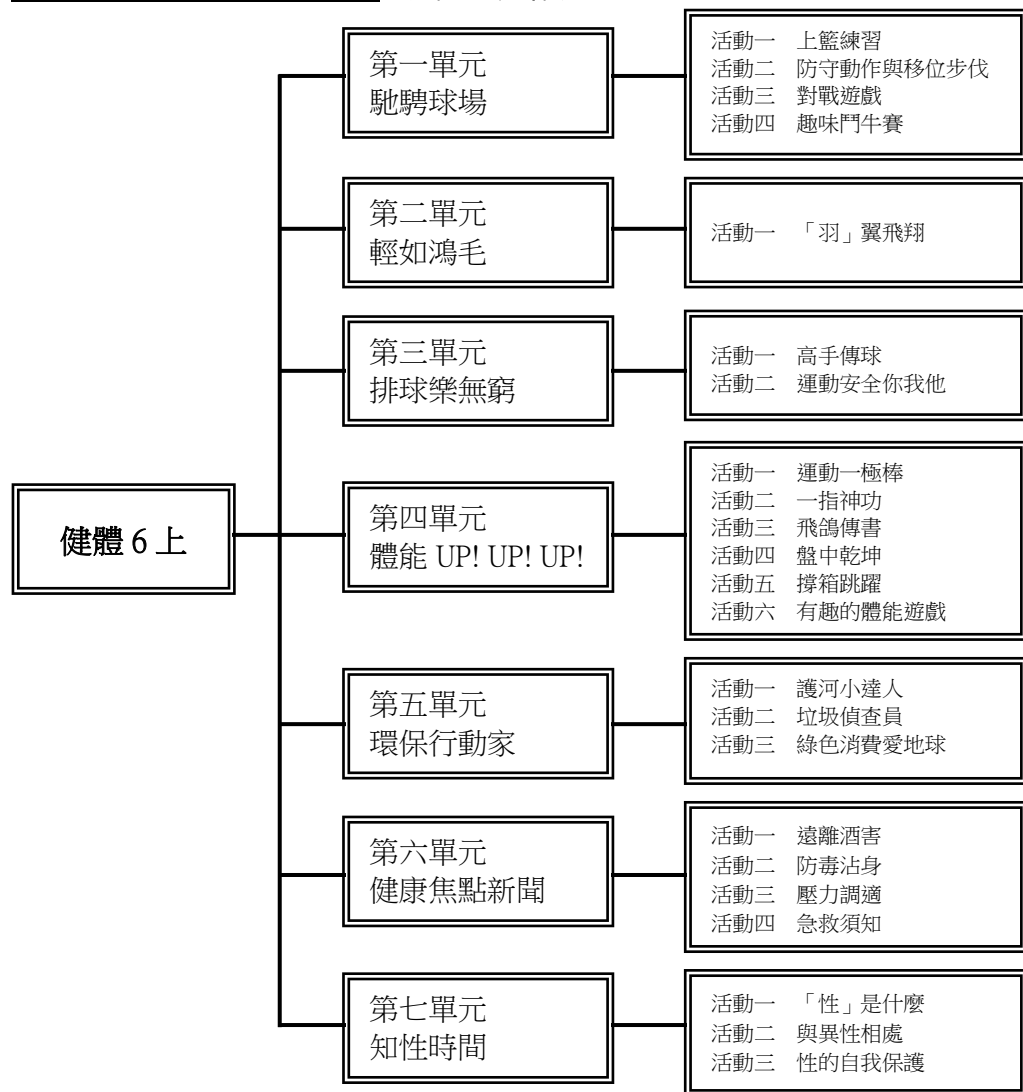 健體 6 上
第一單元
馳騁球場
活動一　上籃練習
活動二　防守動作與移位步伐
活動三　對戰遊戲
活動四　趣味鬥牛賽
第二單元
輕如鴻毛
活動一　「羽」翼飛翔
第三單元
排球樂無窮
活動一　高手傳球
活動二　運動安全你我他
第四單元
體能 UP! UP! UP!
活動一　運動一極棒
活動二　一指神功
活動三　飛鴿傳書
活動四　盤中乾坤
活動五　撐箱跳躍
活動六　有趣的體能遊戲
第五單元
環保行動家
活動一　護河小達人
活動二　垃圾偵查員
活動三　綠色消費愛地球
第六單元
健康焦點新聞
活動一　遠離酒害
活動二　防毒沾身
活動三　壓力調適
活動四　急救須知
第七單元
知性時間
活動一　「性」是什麼
活動二　與異性相處
活動三　性的自我保護